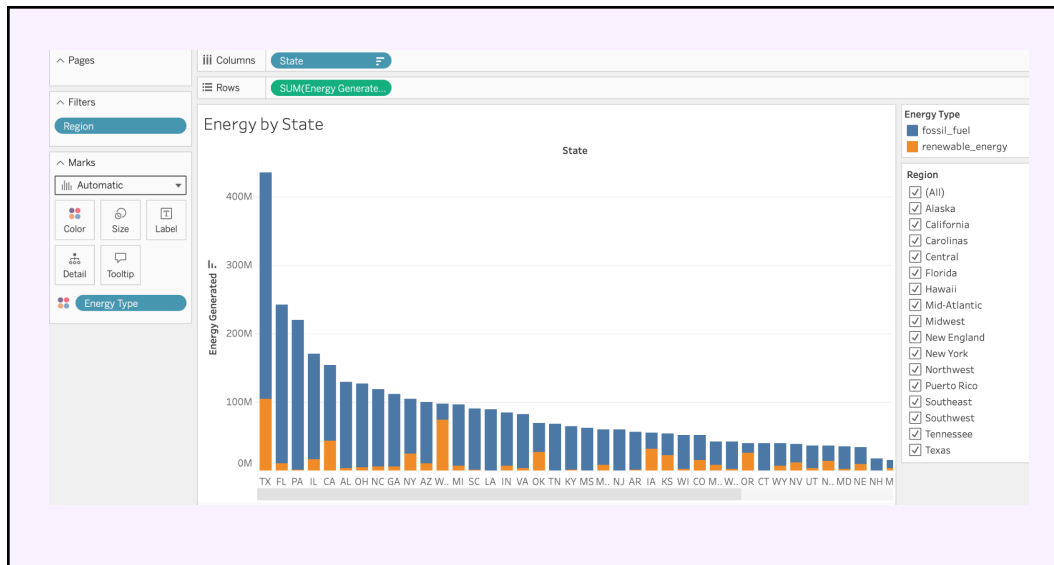 Pages
Columns
State
Rows
SUM(Energy Generate...
Filters
Region
Marks
Automatic
Color
Size
Label
Detail
Tooltip
Energy Type
Energy by State
State
Energy Generated
400M
300M
200M
100M
0M
TX FL PA IL CA AL OH NC GA NY AZ W.. MI SC LA IN VA OK TN KY MS M.. NJ AR IA KS WI CO M.. W.. OR CT WY NV UT N.. MD NE NH M
Energy Type
fossil_fuel
renewable_energy
Region
(All)
Alaska
California
Carolinas
Central
Florida
Hawaii
Mid-Atlantic
Midwest
New England
New York
Northwest
Puerto Rico
Southeast
Southwest
Tennessee
Texas